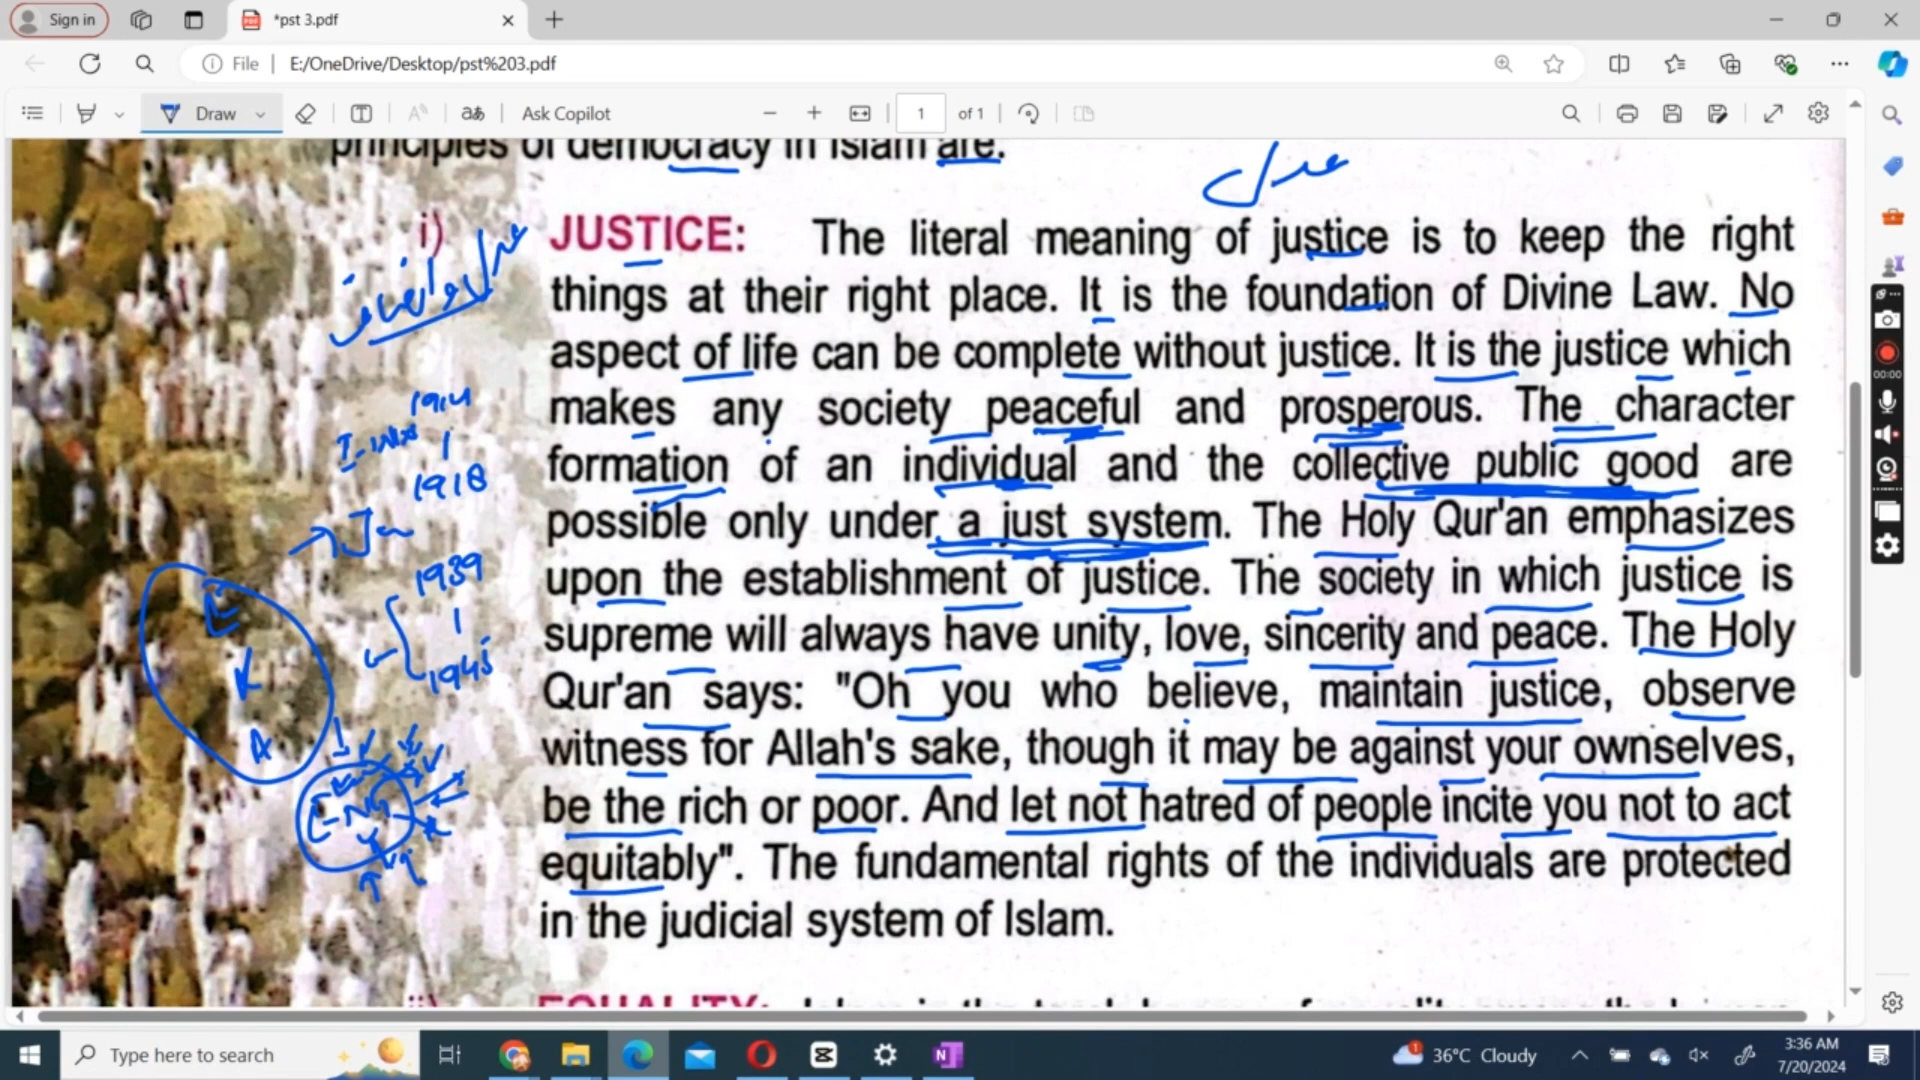 Sign in
*pst 3.pdf
File
E:/OneDrive/Desktop/pst%203.pdf
Draw
Ask Copilot
1
of 1
principles of democracy in Islam are.
عدل
i) JUSTICE: The literal meaning of justice is to keep the right
things at their right place. It is the foundation of Divine Law. No
aspect of life can be complete without justice. It is the justice which
makes any society peaceful and prosperous. The character
formation of an individual and the collective public good are
possible only under a just system. The Holy Qur'an emphasizes
upon the establishment of justice. The society in which justice is
supreme will always have unity, love, sincerity and peace. The Holy
Qur'an says: "Oh you who believe, maintain justice, observe
witness for Allah's sake, though it may be against your ownselves,
be the rich or poor. And let not hatred of people incite you not to act
equitably". The fundamental rights of the individuals are protected
in the judicial system of Islam.
1914
1918
1939
1945
00:00
Type here to search
36°C Cloudy
3:36 AM
7/20/2024